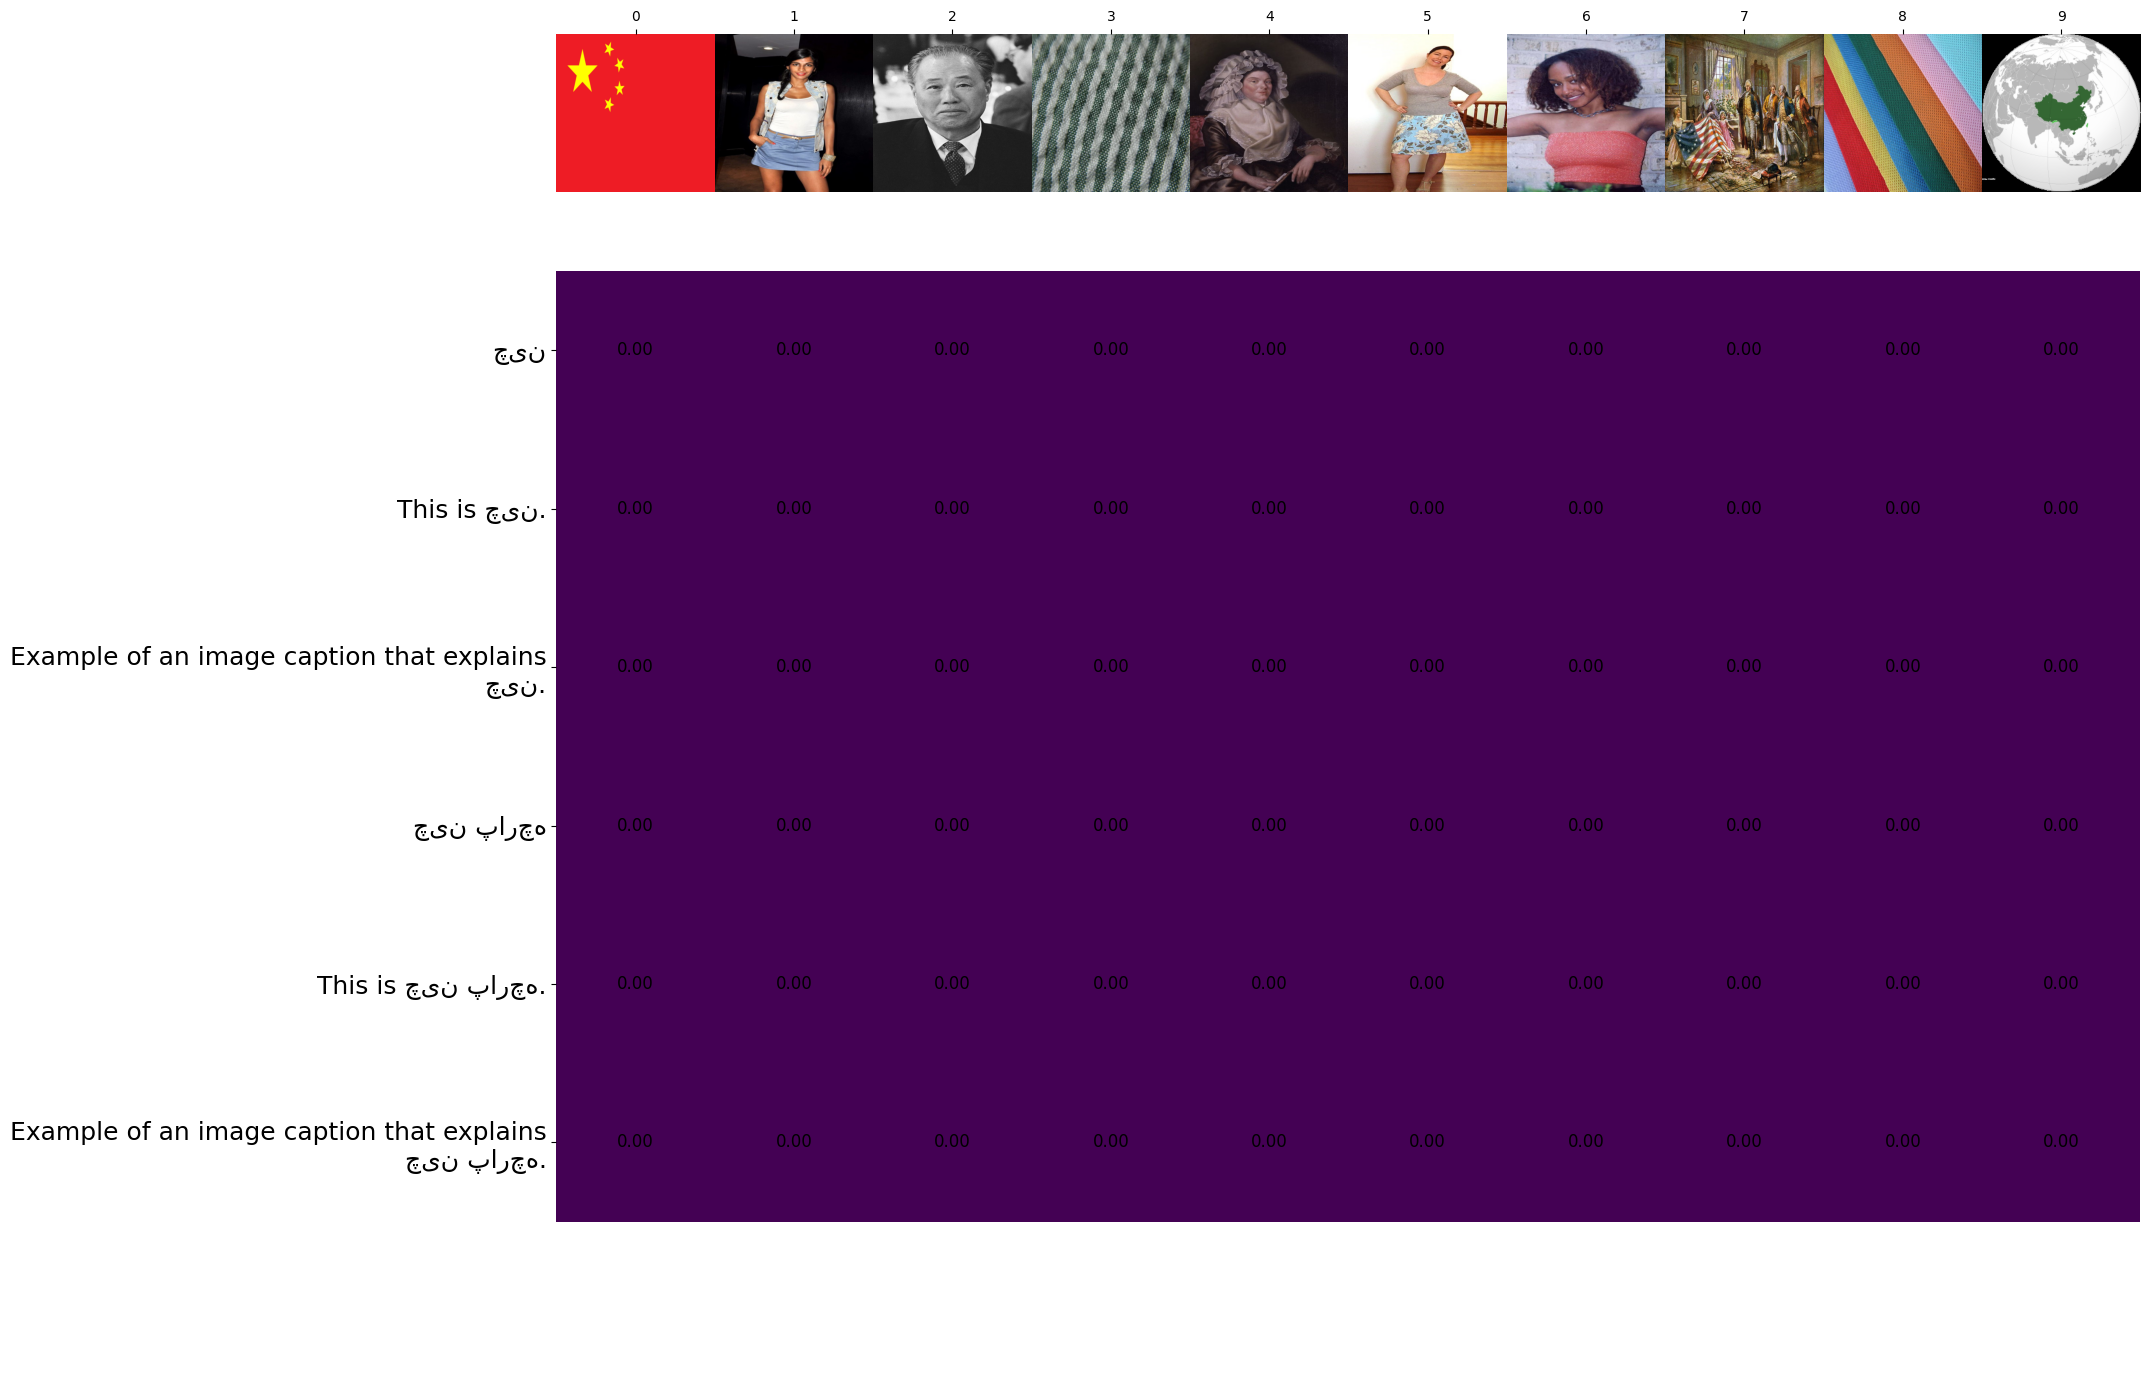 0 1 2 3 4 5 6 7 8 9
چین 0.00 0.00 0.00 0.00 0.00 0.00 0.00 0.00 0.00 0.00
This is چین. 0.00 0.00 0.00 0.00 0.00 0.00 0.00 0.00 0.00 0.00
Example of an image caption that explains
چین. 0.00 0.00 0.00 0.00 0.00 0.00 0.00 0.00 0.00 0.00
چین پارچه 0.00 0.00 0.00 0.00 0.00 0.00 0.00 0.00 0.00 0.00
This is چین پارچه. 0.00 0.00 0.00 0.00 0.00 0.00 0.00 0.00 0.00 0.00
Example of an image caption that explains
چین پارچه. 0.00 0.00 0.00 0.00 0.00 0.00 0.00 0.00 0.00 0.00